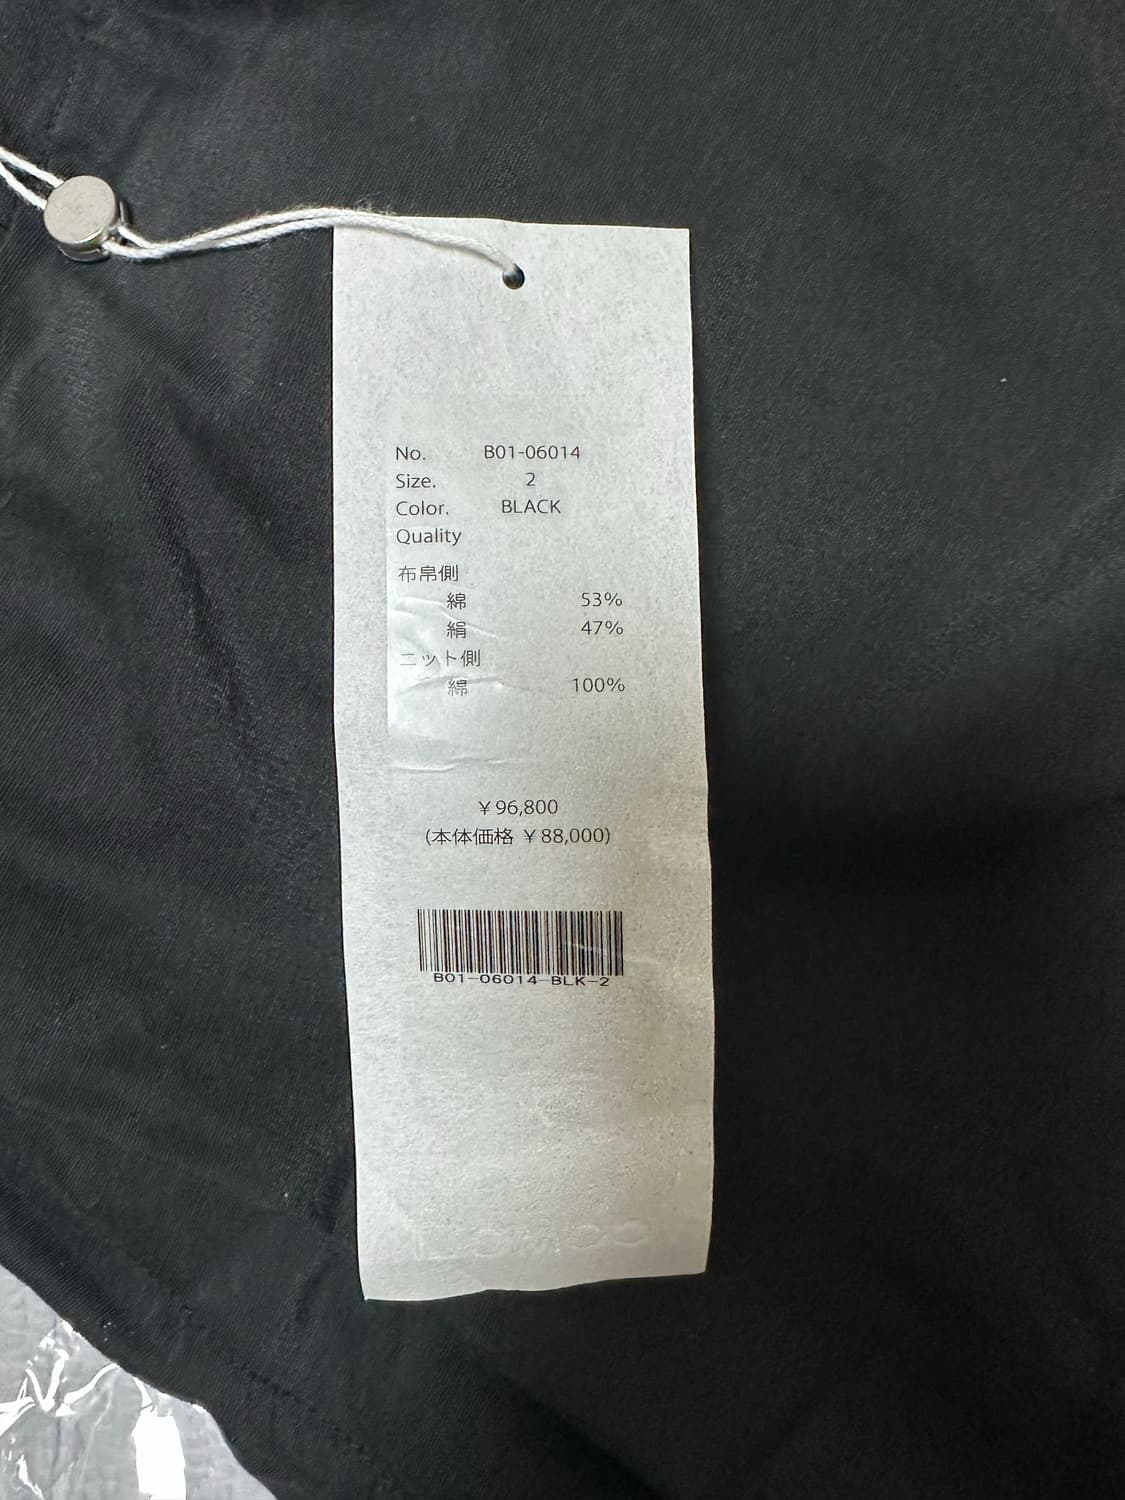 No. B01-06014
Size. 2
Color. BLACK
Quality
布帛側
綿 53%
絹 47%
ニット側
綿 100%
¥96,800
(本体価格 ¥88,000)
B01-06014-BLK-2